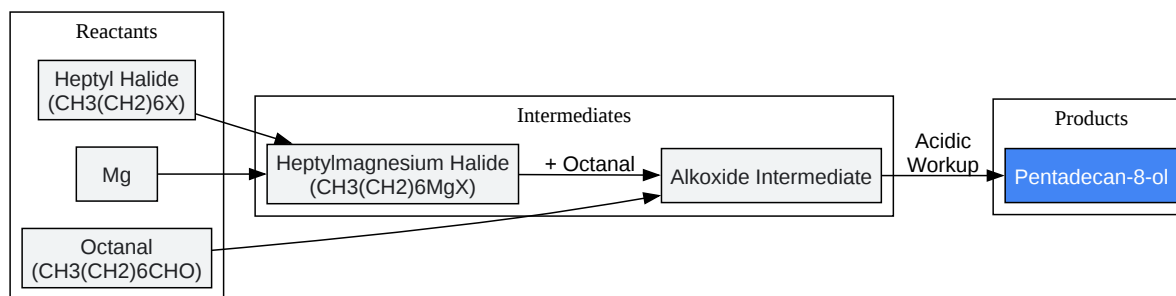 Reactants
Heptyl Halide
(CH3(CH2)6X)
Mg
Octanal
(CH3(CH2)6CHO)
Intermediates
Heptylmagnesium Halide
(CH3(CH2)6MgX)
+ Octanal
Alkoxide Intermediate
Acidic
Workup
Products
Pentadecan-8-ol